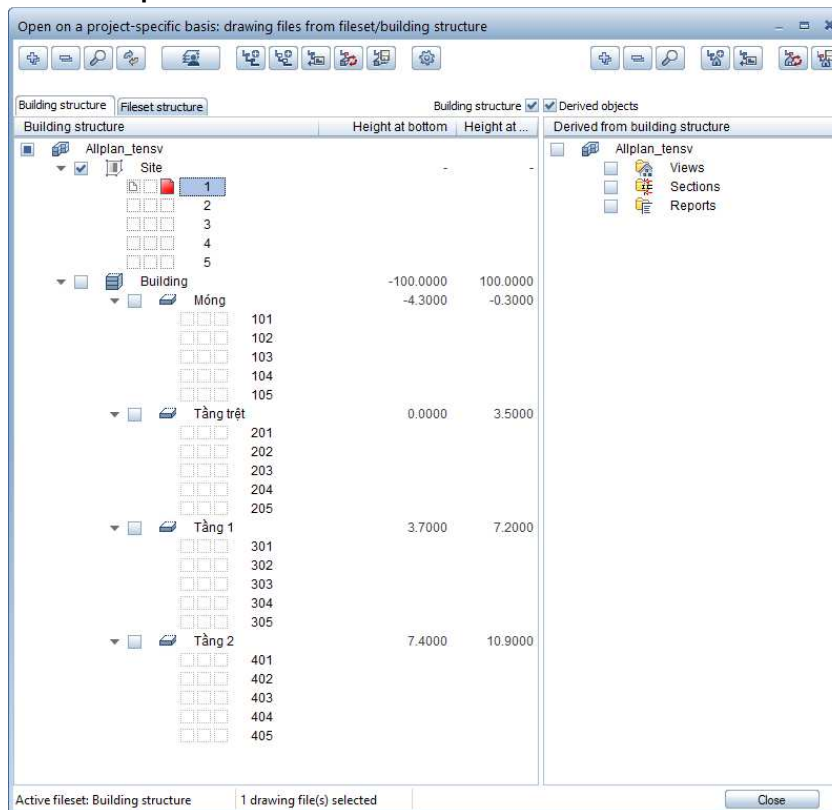 Open on a project-specific basis: drawing files from fileset/building structure
Building structure Fileset structure Building structure Derived objects
Building structure Height at bottom Height at ... Derived from building structure
Allplan_tensv Allplan_tensv
Site - - Views
1 Sections
2 Reports
3
4
5
Building -100.0000 100.0000
Móng -4.3000 -0.3000
101
102
103
104
105
Tầng trệt 0.0000 3.5000
201
202
203
204
205
Tầng 1 3.7000 7.2000
301
302
303
304
305
Tầng 2 7.4000 10.9000
401
402
403
404
405
Active fileset: Building structure 1 drawing file(s) selected Close